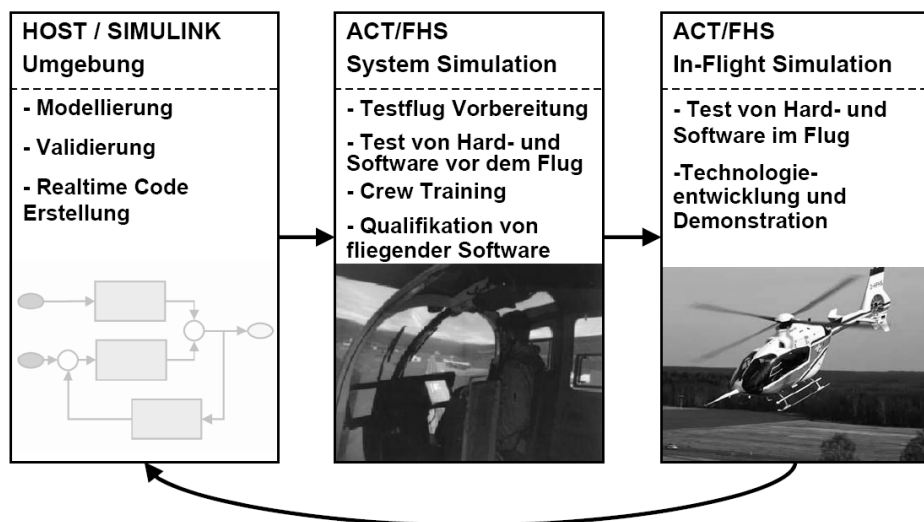 HOST / SIMULINK
Umgebung
- Modellierung
- Validierung
- Realtime Code
Erstellung
ACT/FHS
System Simulation
- Testflug Vorbereitung
- Test von Hard- und
Software vor dem Flug
- Crew Training
- Qualifikation von
fliegender Software
ACT/FHS
In-Flight Simulation
- Test von Hard- und
Software im Flug
-Technologie-
entwicklung und
Demonstration